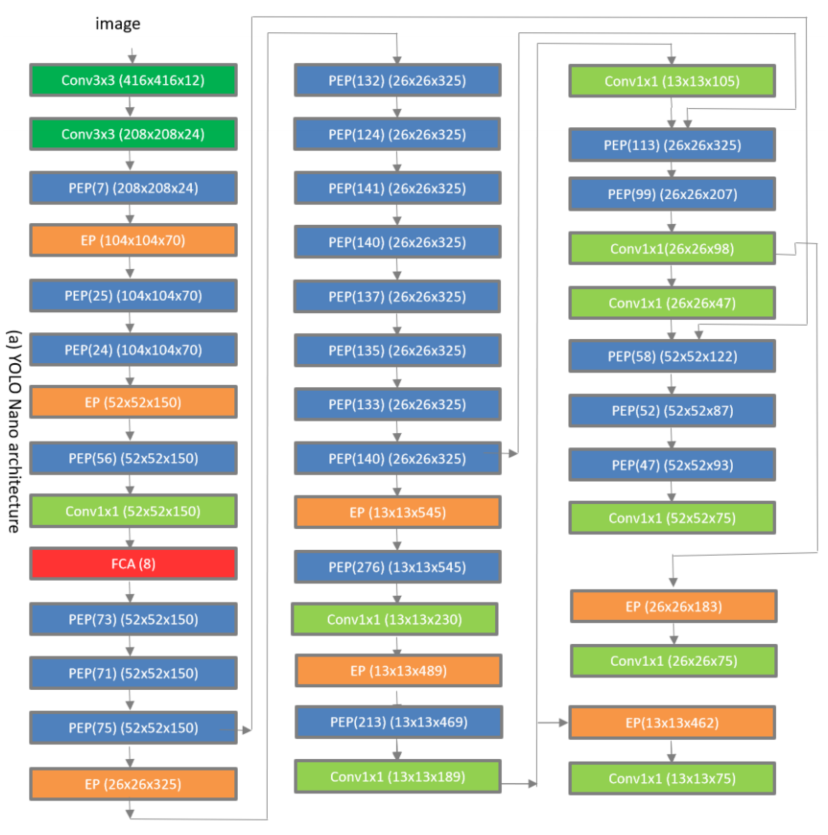 image
Conv3x3 (416x416x12)
Conv3x3 (208x208x24)
PEP(7) (208x208x24)
EP (104x104x70)
PEP(25) (104x104x70)
PEP(24) (104x104x70)
EP (52x52x150)
PEP(56) (52x52x150)
Conv1x1 (52x52x150)
FCA (8)
PEP(73) (52x52x150)
PEP(71) (52x52x150)
PEP(75) (52x52x150)
EP (26x26x325)
PEP(132) (26x26x325)
PEP(124) (26x26x325)
PEP(141) (26x26x325)
PEP(140) (26x26x325)
PEP(137) (26x26x325)
PEP(135) (26x26x325)
PEP(133) (26x26x325)
PEP(140) (26x26x325)
EP (13x13x545)
PEP(276) (13x13x545)
Conv1x1 (13x13x230)
EP (13x13x489)
PEP(213) (13x13x469)
Conv1x1 (13x13x189)
Conv1x1 (13x13x105)
PEP(113) (26x26x325)
PEP(99) (26x26x207)
Conv1x1(26x26x98)
Conv1x1 (26x26x47)
PEP(58) (52x52x122)
PEP(52) (52x52x87)
PEP(47) (52x52x93)
Conv1x1 (52x52x75)
EP (26x26x183)
Conv1x1 (26x26x75)
EP(13x13x462)
Conv1x1 (13x13x75)
(a) YOLO Nano architecture